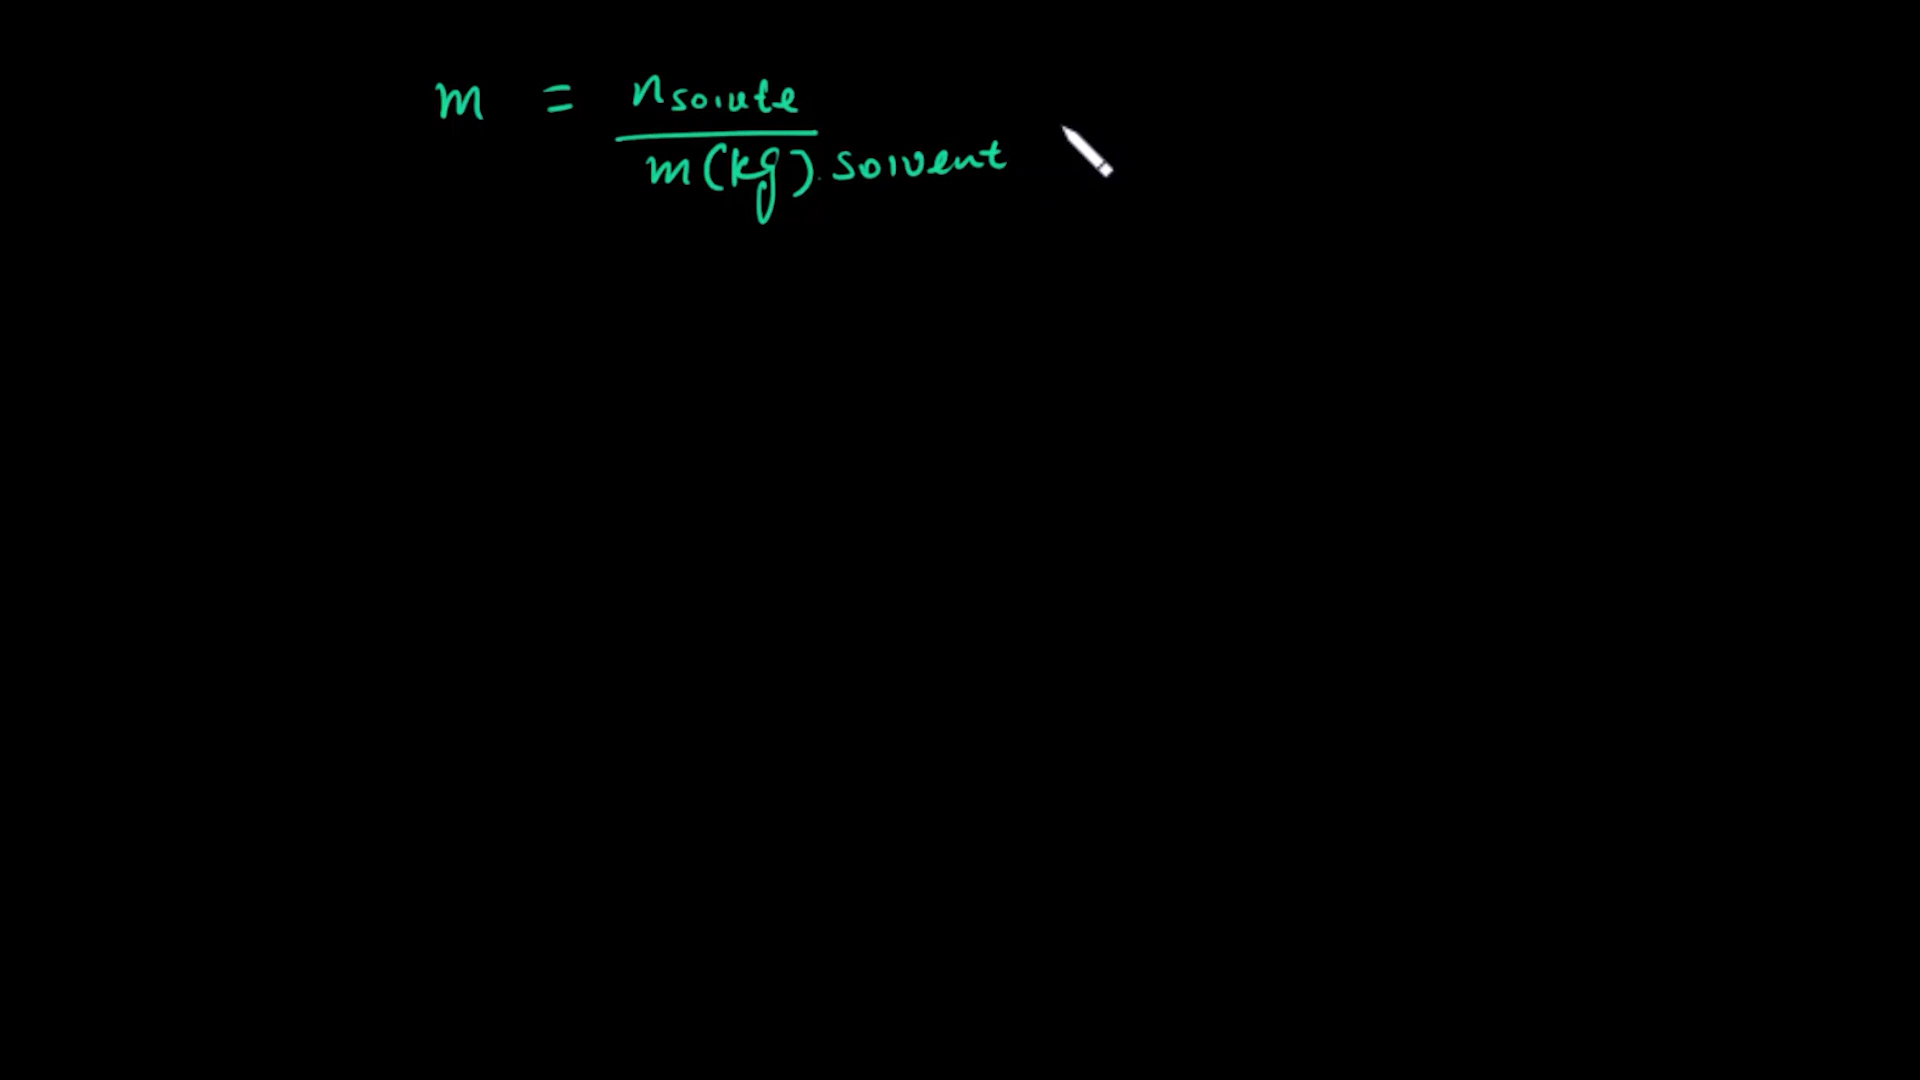 m = n solute
m(kg). solvent